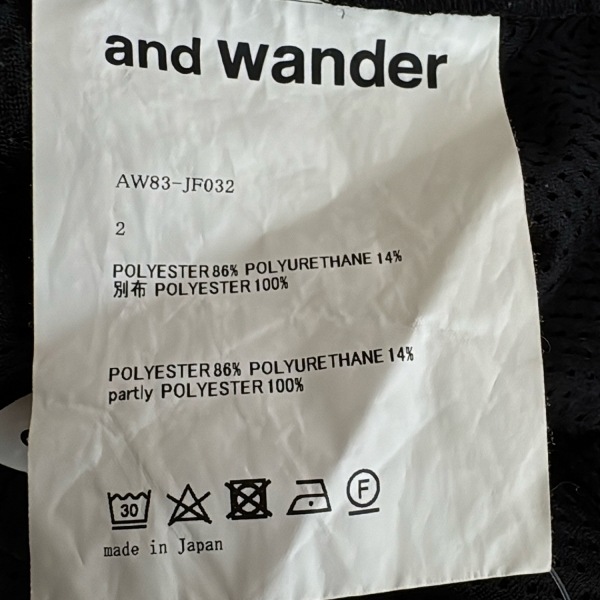 and wander
AW83-JF032
2
POLYESTER 86% POLYURETHANE 14%
別布 POLYESTER 100%
POLYESTER 86% POLYURETHANE 14%
partly POLYESTER 100%
30 F
made in Japan